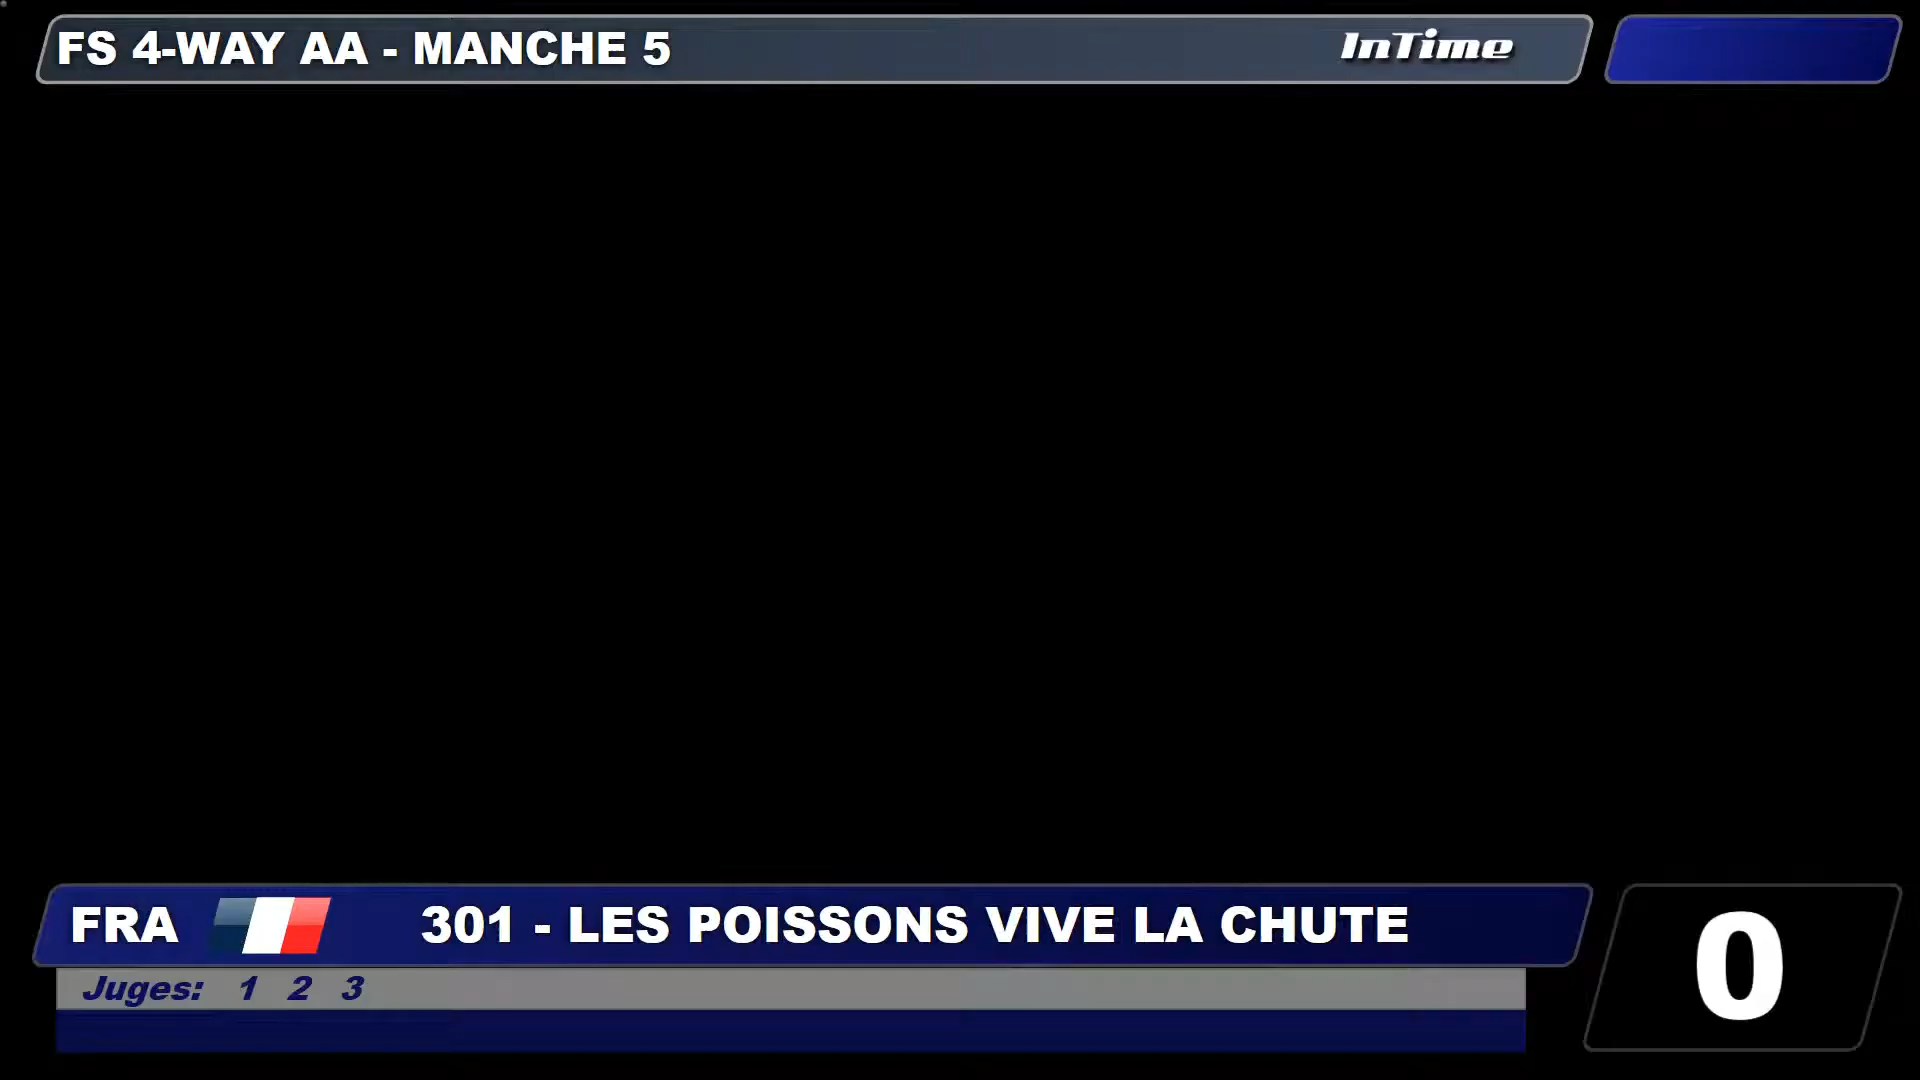 FS 4-WAY AA - MANCHE 5
InTime
FRA 301 - LES POISSONS VIVE LA CHUTE
Juges: 1 2 3
0